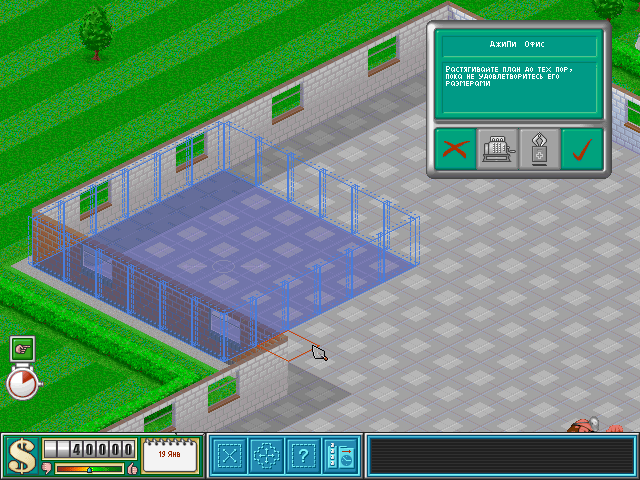 АжиПи Офис
Растягивайте план до тех пор,
пока не удовлетворитесь его
размерами
$ 40000
19 Янв
?